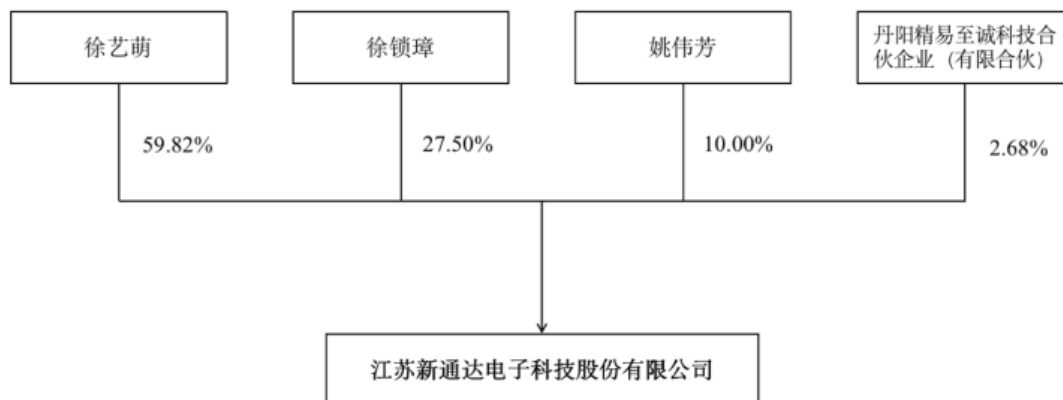 徐艺萌
徐锁璋
姚伟芳
丹阳精易至诚科技合
伙企业（有限合伙）
59.82%
27.50%
10.00%
2.68%
江苏新通达电子科技股份有限公司